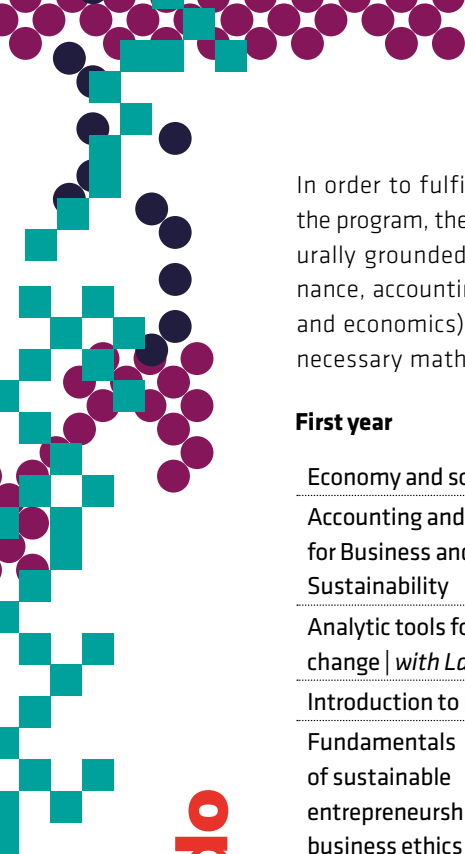 In order to fulfi
the program, the
urally grounded
nance, accountin
and economics)
necessary math
First year
Economy and so
Accounting and
for Business and
Sustainability
Analytic tools fo
change | with La
Introduction to
Fundamentals
of sustainable
entrepreneursh
business ethics
do